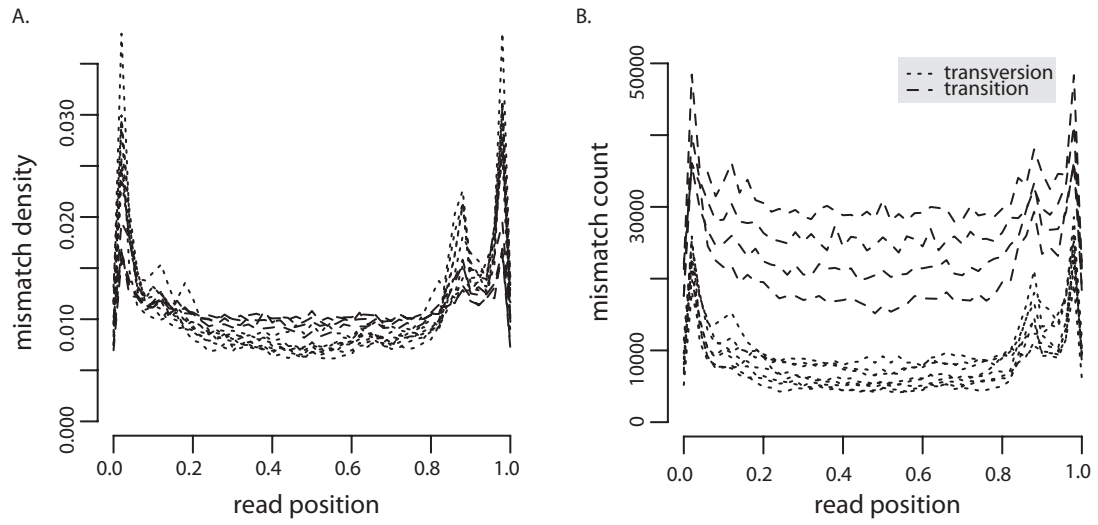 A.
mismatch density
0.000
0.010
0.020
0.030
0.0 0.2 0.4 0.6 0.8 1.0
read position
B.
mismatch count
0
10000
30000
50000
transversion
transition
0.0 0.2 0.4 0.6 0.8 1.0
read position